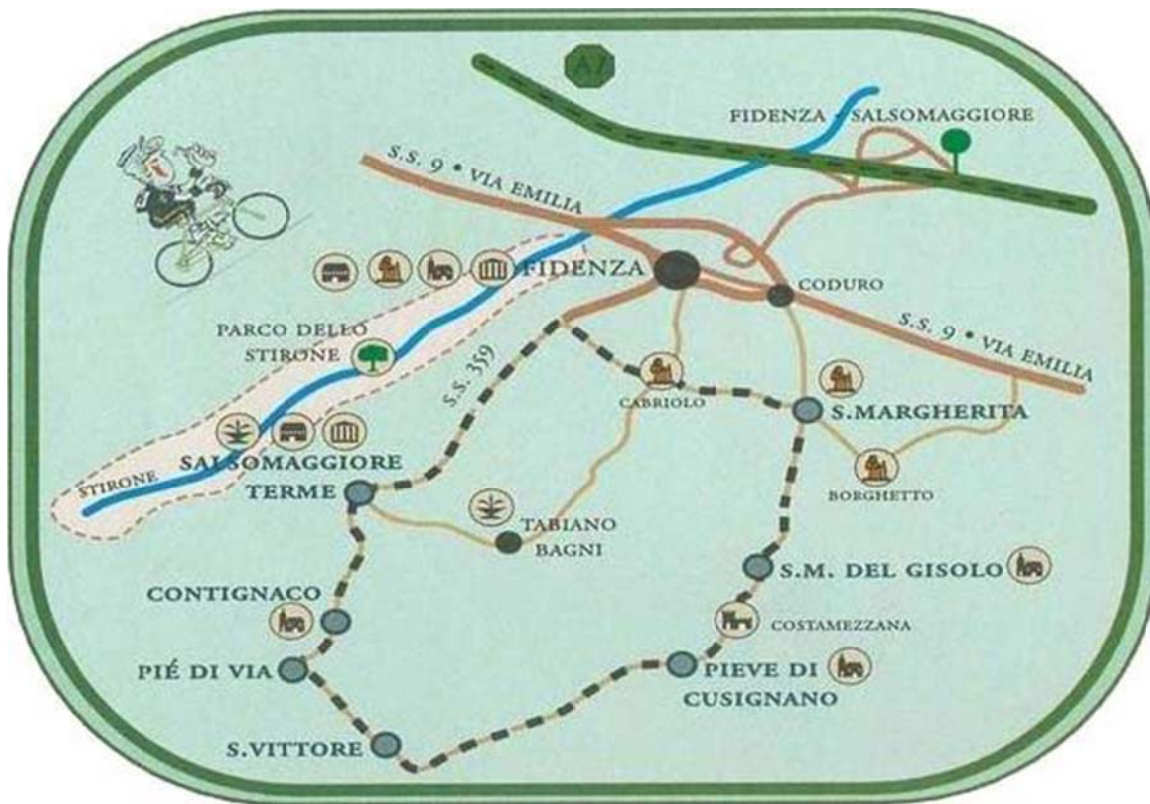 A7
FIDENZA SALSOMAGGIORE
S.S. 9 • VIA EMILIA
FIDENZA
CODURO
PARCO DELLO
STIRONE
S.S. 359
S.S. 9 • VIA EMILIA
CABRIOLO
S.MARGHERITA
SALSOMAGGIORE
TERME
STIRONE
BORGHETTO
TABIANO
BAGNI
S.M. DEL GISOLO
CONTIGNACO
COSTAMEZZANA
PIÉ DI VIA
PIEVE DI
CUSIGNANO
S.VITTORE